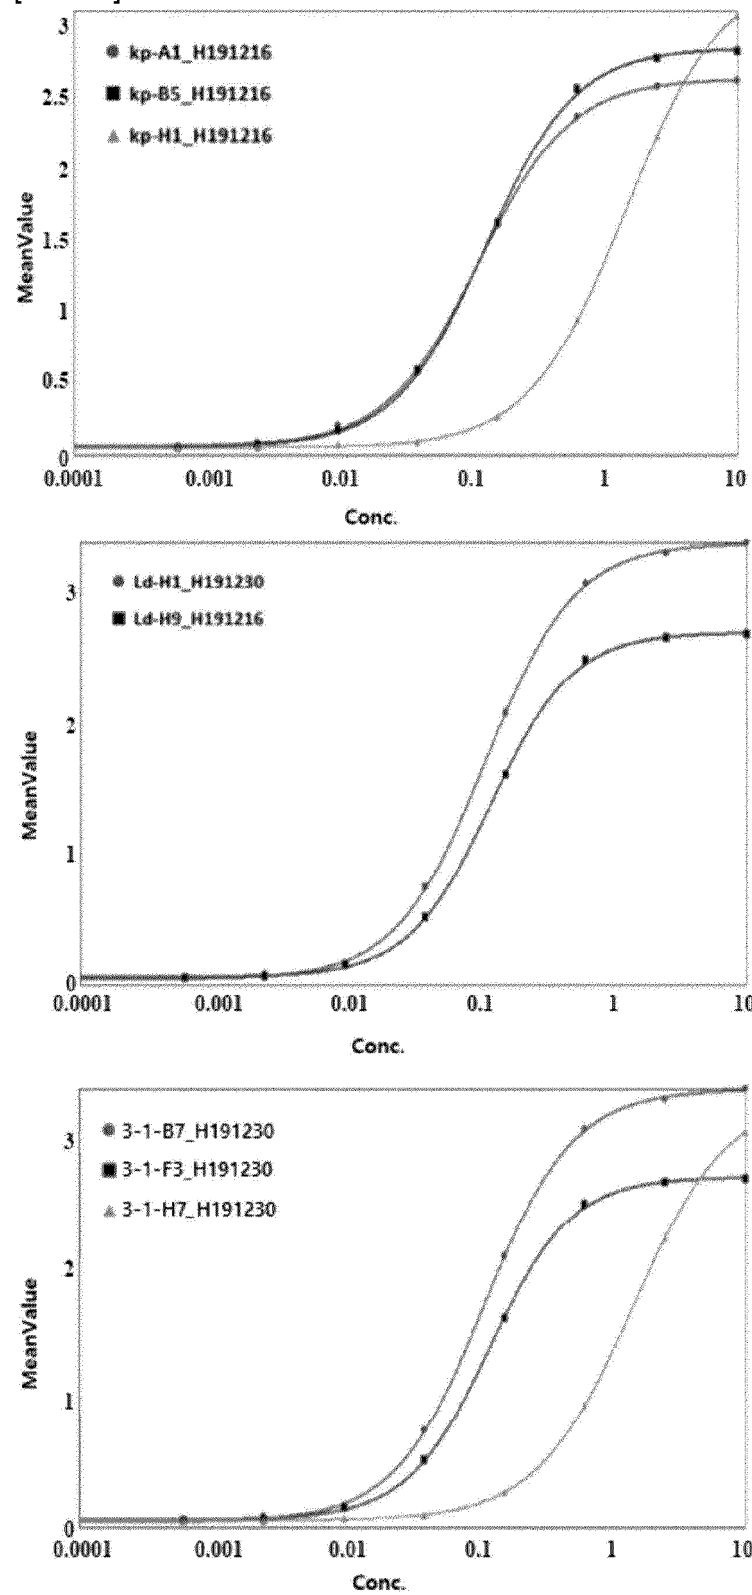 3
kp-A1_H191216
kp-B5_H191216
kp-H1_H191216
2.5
2
1.5
1
0.5
0
MeanValue
0.0001 0.001 0.01 0.1 1 10
Conc.
Ld-H1_H191230
Ld-H9_H191216
3
2
1
0
MeanValue
0.0001 0.001 0.01 0.1 1 10
Conc.
3-1-B7_H191230
3-1-F3_H191230
3-1-H7_H191230
3
2
1
0
MeanValue
0.0001 0.001 0.01 0.1 1 10
Conc.